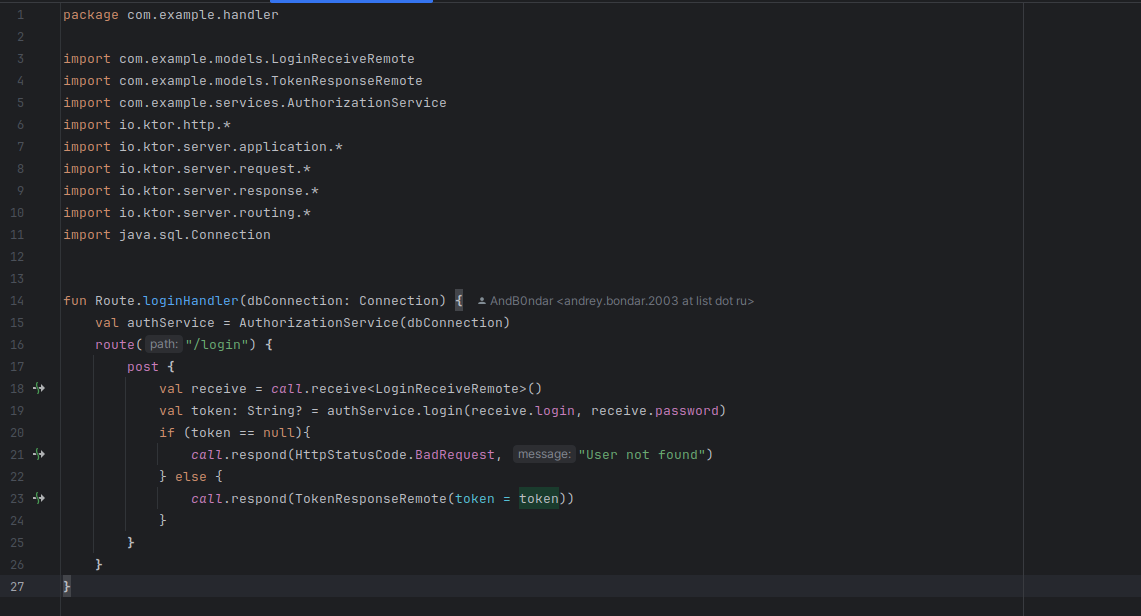 1 package com.example.handler
2
3 import com.example.models.LoginReceiveRemote
4 import com.example.models.TokenResponseRemote
5 import com.example.services.AuthorizationService
6 import io.ktor.http.*
7 import io.ktor.server.application.*
8 import io.ktor.server.request.*
9 import io.ktor.server.response.*
10 import io.ktor.server.routing.*
11 import java.sql.Connection
12
13
14 fun Route.loginHandler(dbConnection: Connection) { AndB0ndar <andrey.bondar.2003 at list dot ru>
15     val authService = AuthorizationService(dbConnection)
16     route( path: "/login") {
17         post {
18             val receive = call.receive<LoginReceiveRemote>()
19             val token: String? = authService.login(receive.login, receive.password)
20             if (token == null){
21                 call.respond(HttpStatusCode.BadRequest, message: "User not found")
22             } else {
23                 call.respond(TokenResponseRemote(token = token))
24             }
25         }
26     }
27 }